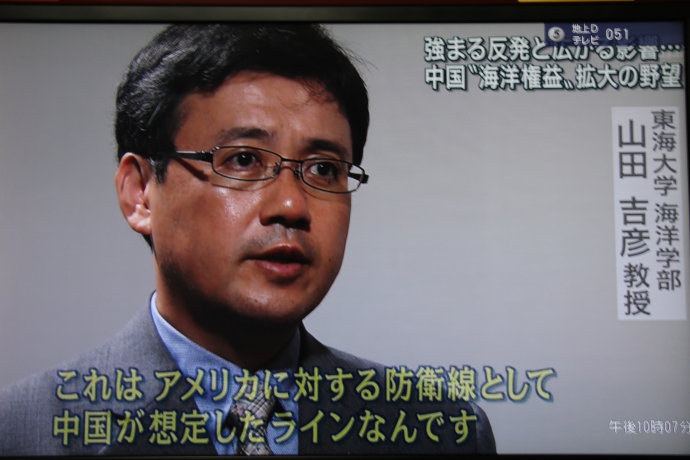 地上D
テレビ 051
強まる反発と広がる影響…
中国〝海洋権益〟拡大の野望
東海大学 海洋学部
山田 吉彦 教授
これは アメリカに対する防衛線として
中国が想定したラインなんです
午後10時07分